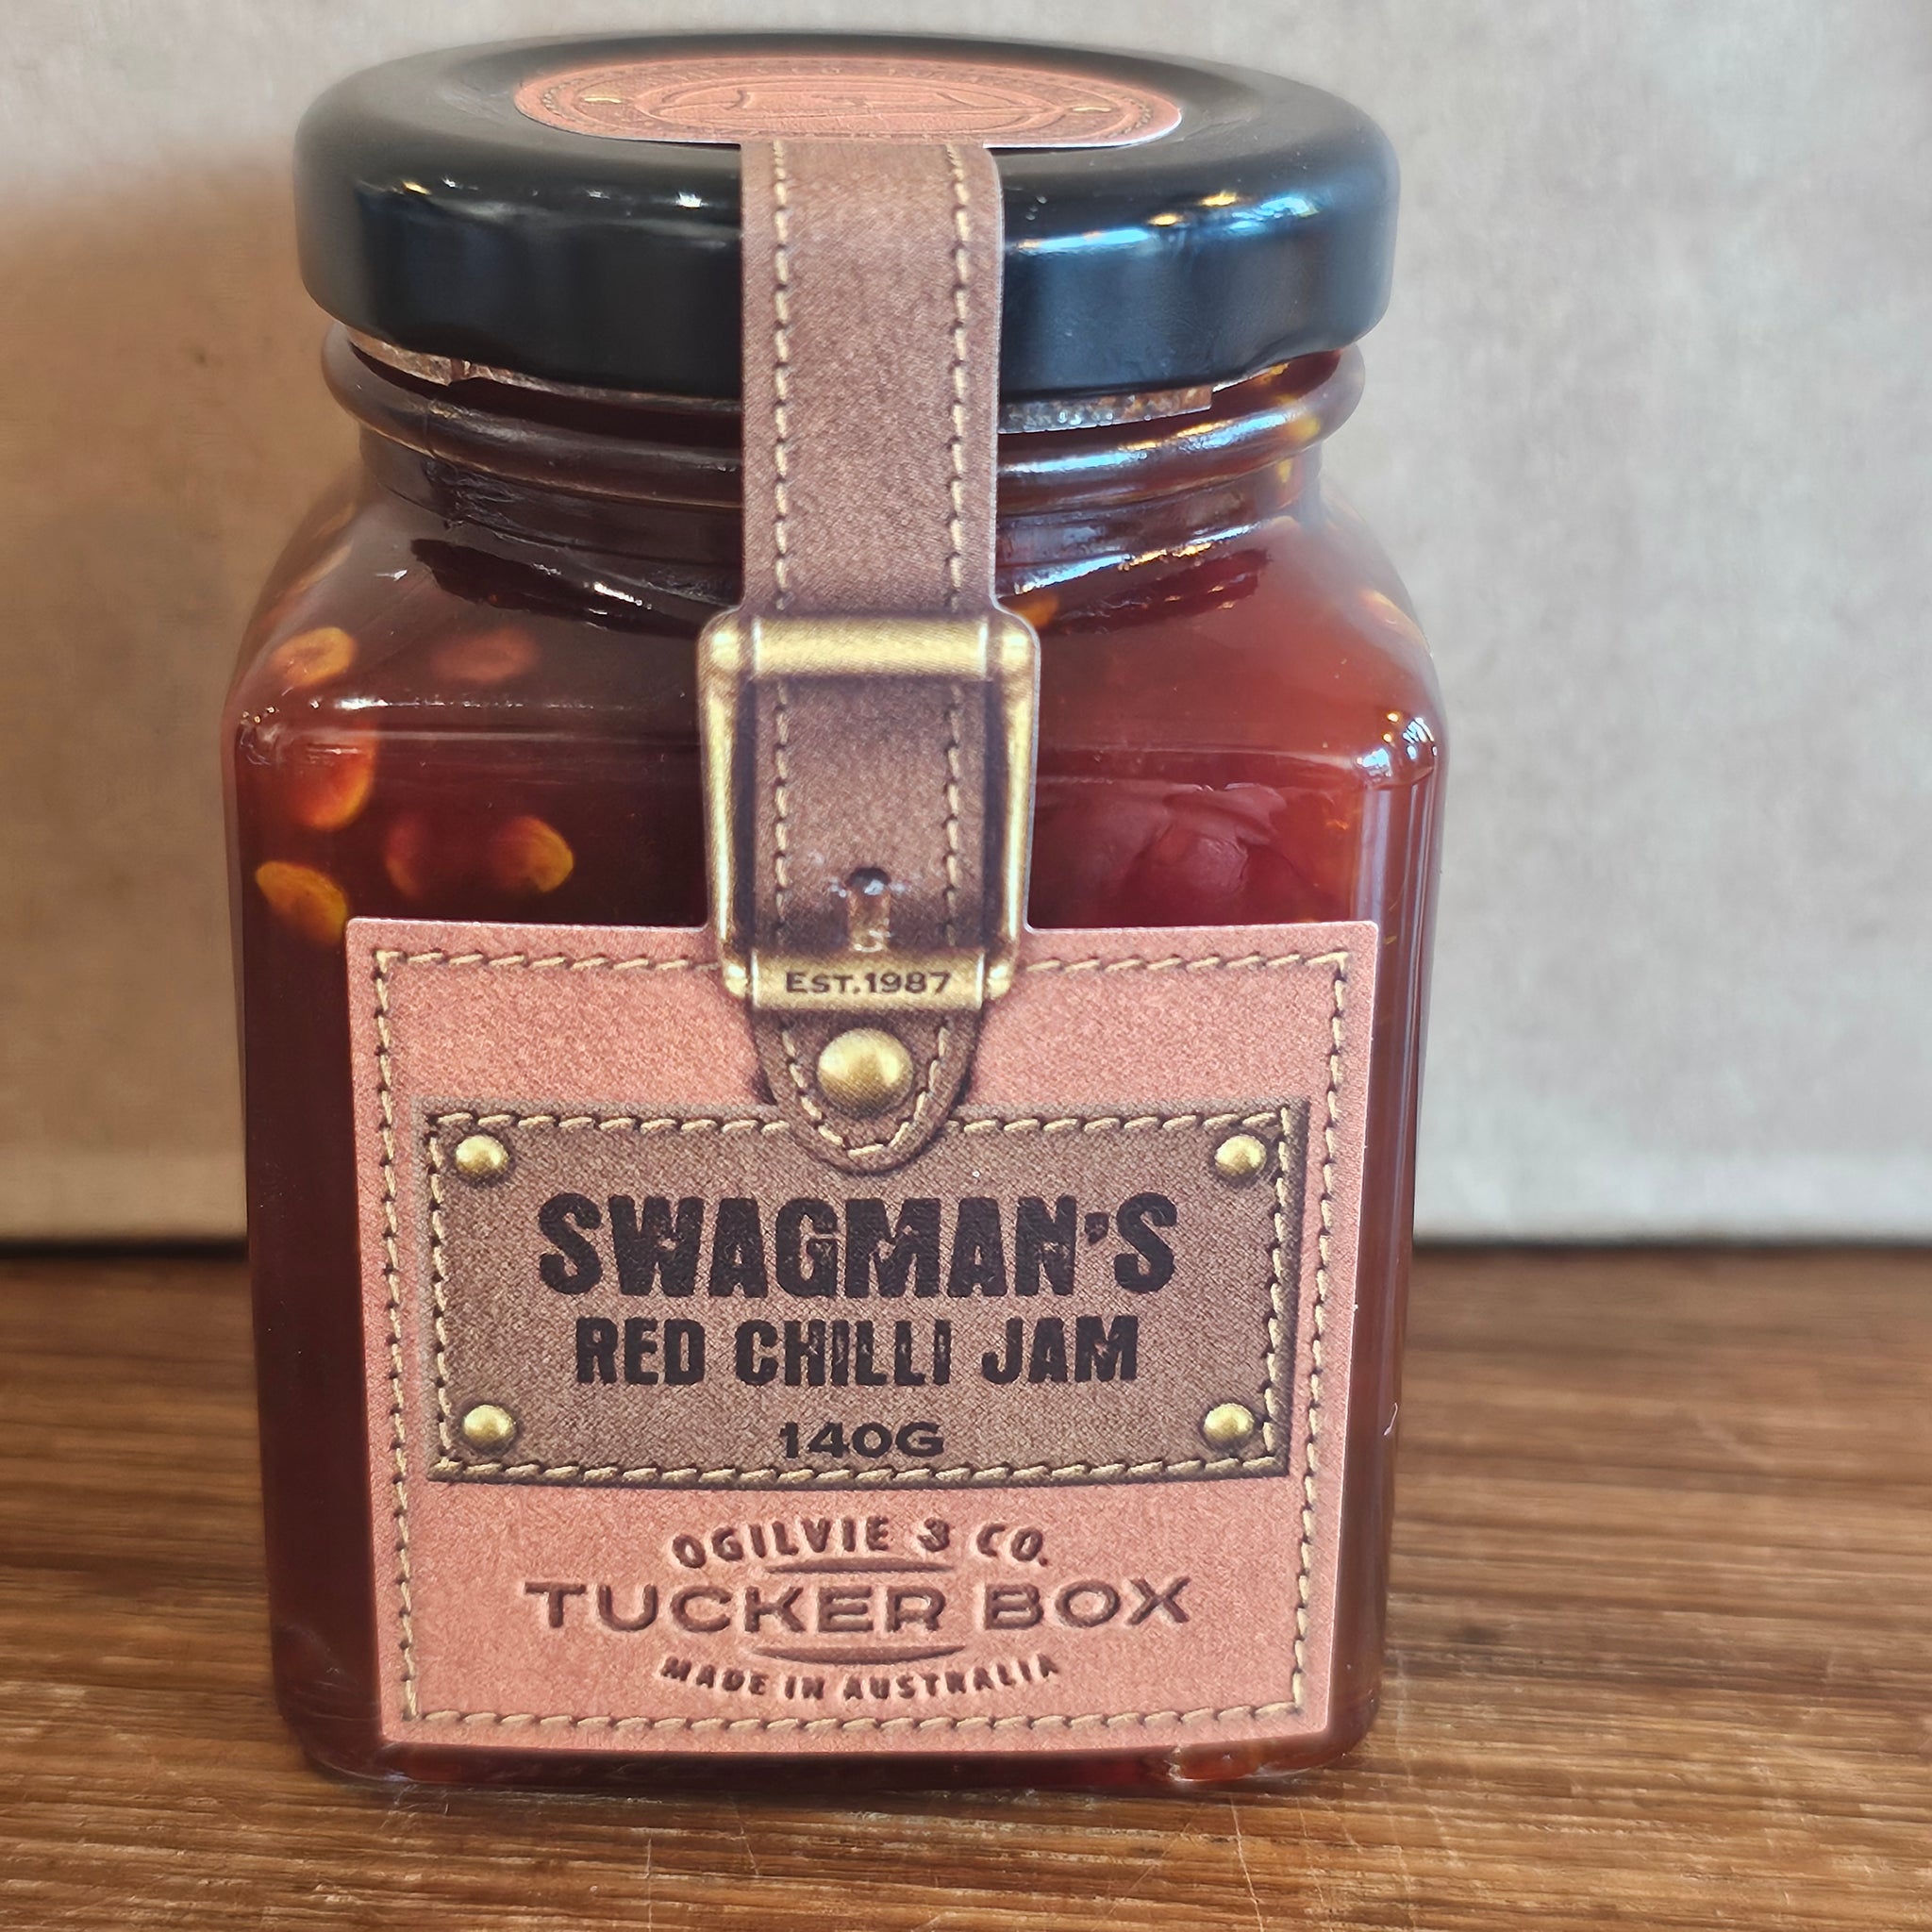 EST.1987
SWAGMAN'S
RED CHILLI JAM
140G
OGILVIE & CO.
TUCKER BOX
MADE IN AUSTRALIA